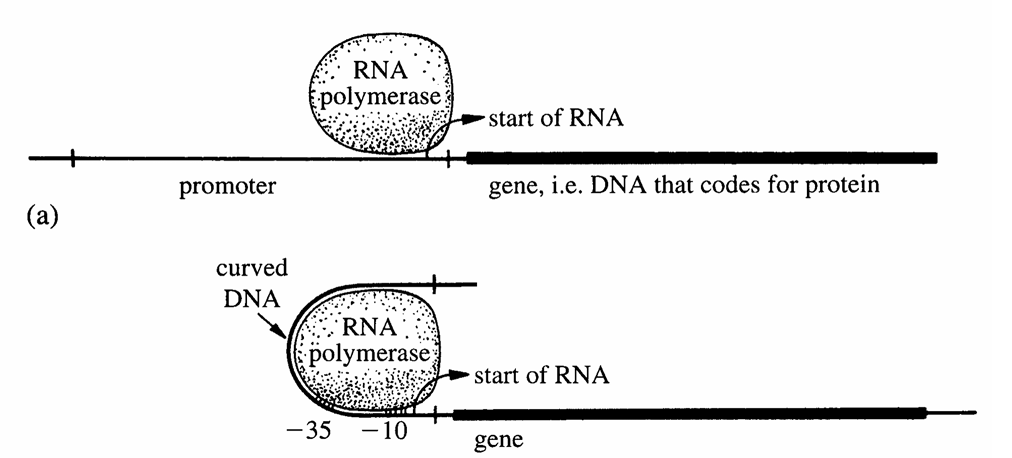 RNA
polymerase
start of RNA
promoter
gene, i.e. DNA that codes for protein
(a)
curved
DNA
RNA
polymerase
start of RNA
−35
−10
gene